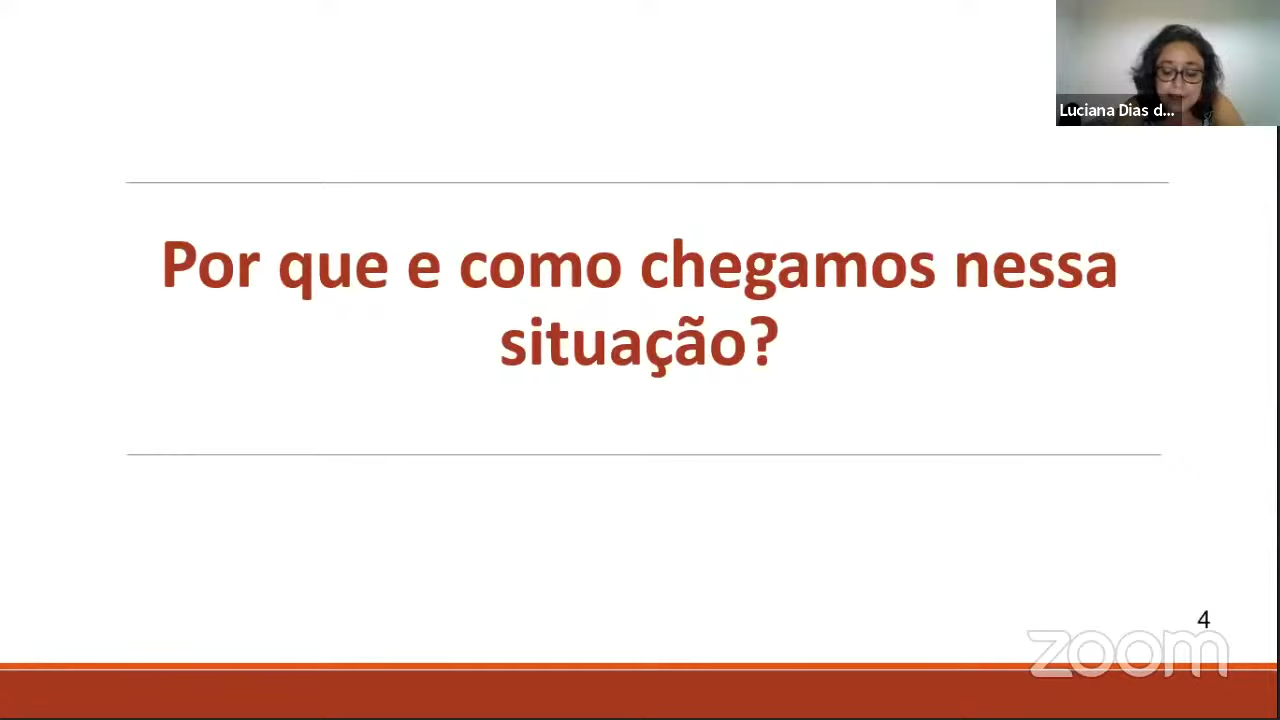 Luciana Dias d...
Por que e como chegamos nessa
situação?
4
zoom